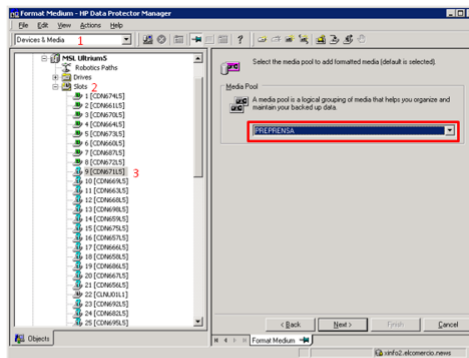 Format Medium - HP Data Protector Manager
File Edit View Actions Help
Devices & Media 1
MSL Ultrium5
Robotics Paths
Drives
Slots 2
1 [CDN674L5]
2 [CDN661L5]
3 [CDN670L5]
4 [CDN664L5]
5 [CDN673L5]
6 [CDN660L5]
7 [CDN687L5]
8 [CDN672L5]
9 [CDN671L5] 3
10 [CDN669L5]
11 [CDN663L5]
12 [CDN668L5]
13 [CDN698L5]
14 [CDN659L5]
15 [CDN675L5]
16 [CDN657L5]
17 [CDN666L5]
18 [CDN658L5]
19 [CDN686L5]
20 [CDN667L5]
21 [CDN656L5]
22 [CLNU01L1]
23 [CDN692L5]
24 [CDN682L5]
25 [CDN695L5]
Objects
Select the media pool to add formatted media (default is selected).
Media Pool
A media pool is a logical grouping of media that helps you organize and
maintain your backed up data.
PREPRENSA
< Back Next > Finish Cancel
Format Medium
xinfo2.elcomercio.news